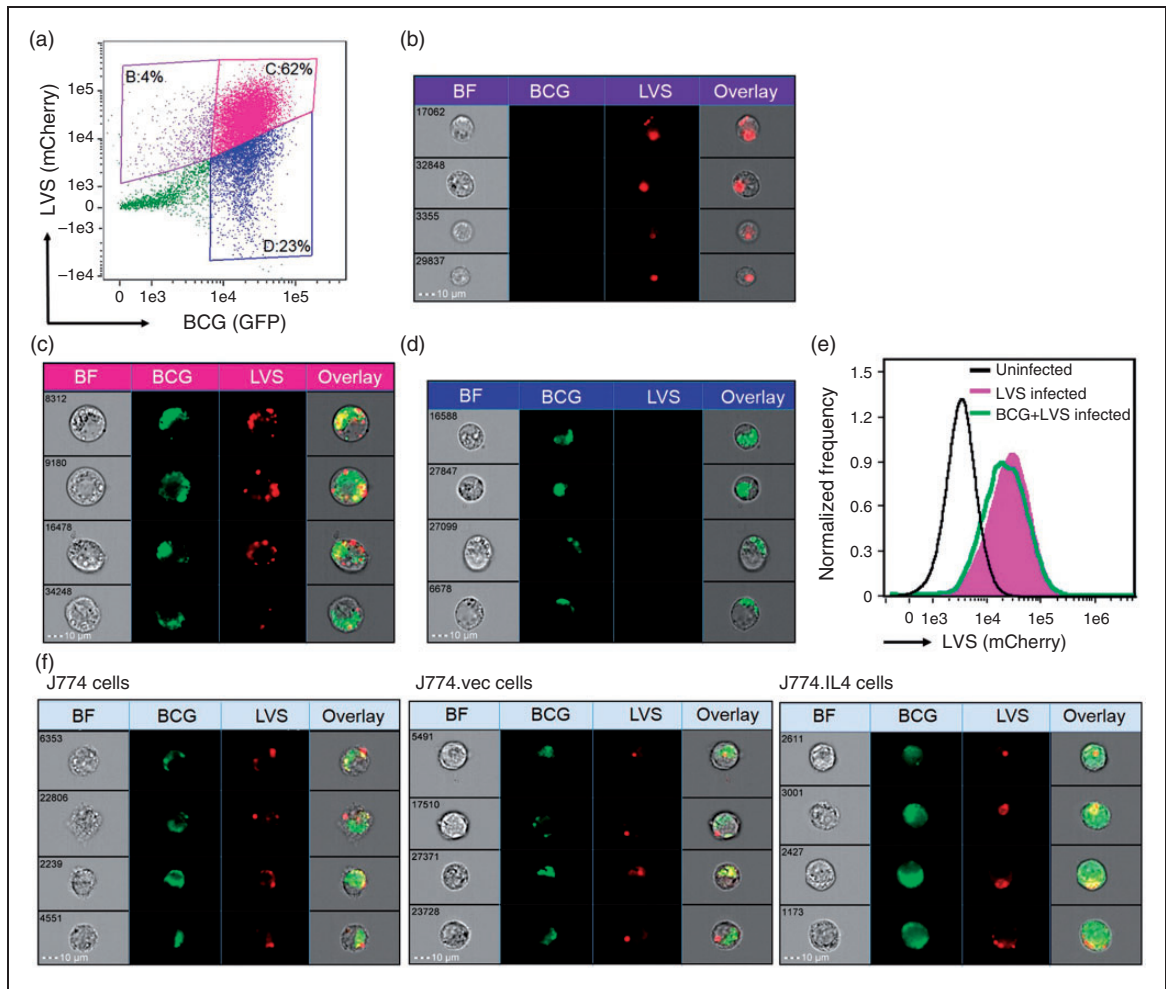 (a)
B:4%
C:62%
D:23%
1e5
1e4
1e3
0
−1e3
−1e4
LVS (mCherry)
0 1e3 1e4 1e5
BCG (GFP)
(b)
BF BCG LVS Overlay
17062
32848
3355
29837
10 µm
(c)
BF BCG LVS Overlay
8312
9180
16478
34248
10 µm
(d)
BF BCG LVS Overlay
16588
27847
27099
6678
10 µm
(e)
Uninfected
LVS infected
BCG+LVS infected
1.5
1.2
0.9
0.6
0.3
0
Normalized frequency
0 1e3 1e4 1e5 1e6
LVS (mCherry)
(f)
J774 cells
BF BCG LVS Overlay
6353
22806
2239
4551
10 µm
J774.vec cells
BF BCG LVS Overlay
5491
17510
27371
23728
10 µm
J774.IL4 cells
BF BCG LVS Overlay
2611
3001
2427
1173
10 µm